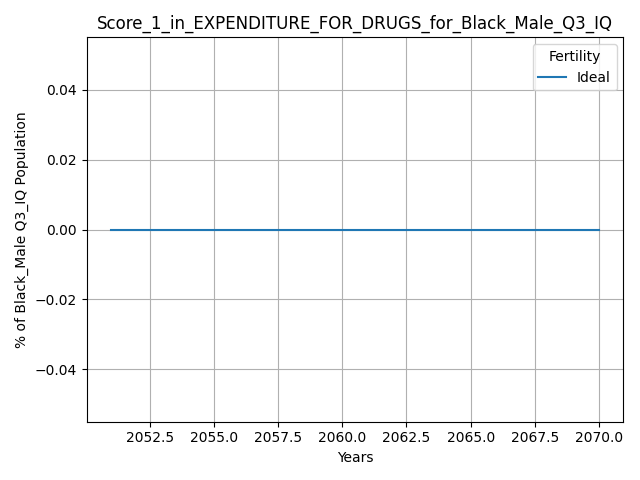 Score_1_in_EXPENDITURE_FOR_DRUGS_for_Black_Male_Q3_IQ
Fertility
Ideal
% of Black_Male Q3_IQ Population
0.04
0.02
0.00
−0.02
−0.04
2052.5 2055.0 2057.5 2060.0 2062.5 2065.0 2067.5 2070.0
Years